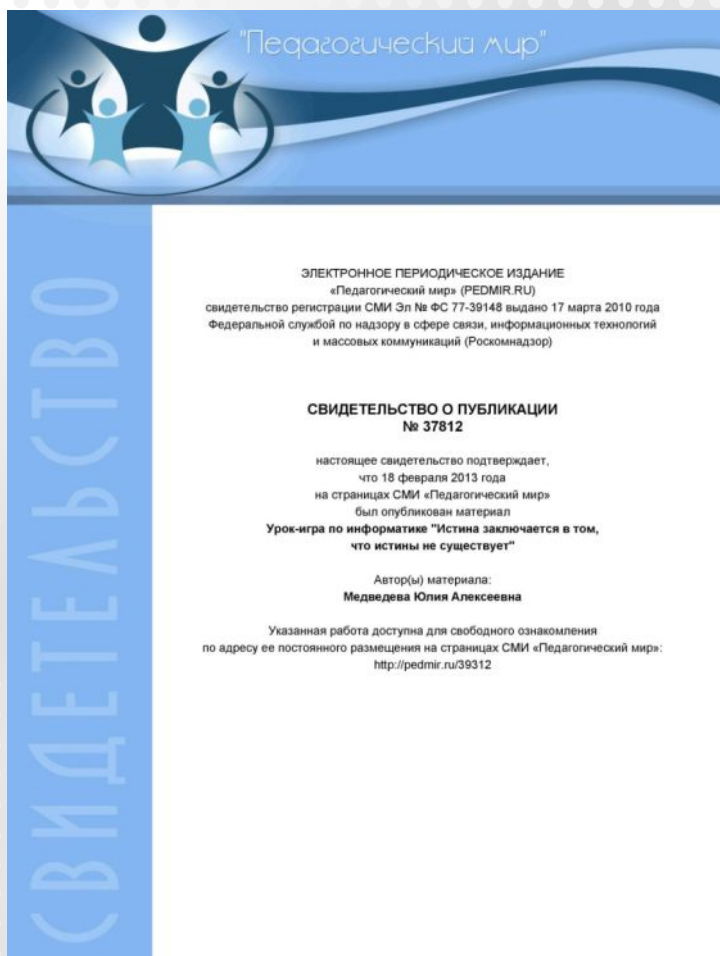 "Педагогический мир"
СВИДЕТЕЛЬСТВО
ЭЛЕКТРОННОЕ ПЕРИОДИЧЕСКОЕ ИЗДАНИЕ
«Педагогический мир» (PEDMIR.RU)
свидетельство регистрации СМИ Эл № ФС 77-39148 выдано 17 марта 2010 года
Федеральной службой по надзору в сфере связи, информационных технологий
и массовых коммуникаций (Роскомнадзор)
СВИДЕТЕЛЬСТВО О ПУБЛИКАЦИИ
№ 37812
настоящее свидетельство подтверждает,
что 18 февраля 2013 года
на страницах СМИ «Педагогический мир»
был опубликован материал
Урок-игра по информатике "Истина заключается в том,
что истины не существует"
Автор(ы) материала:
Медведева Юлия Алексеевна
Указанная работа доступна для свободного ознакомления
по адресу ее постоянного размещения на страницах СМИ «Педагогический мир»:
http://pedmir.ru/39312